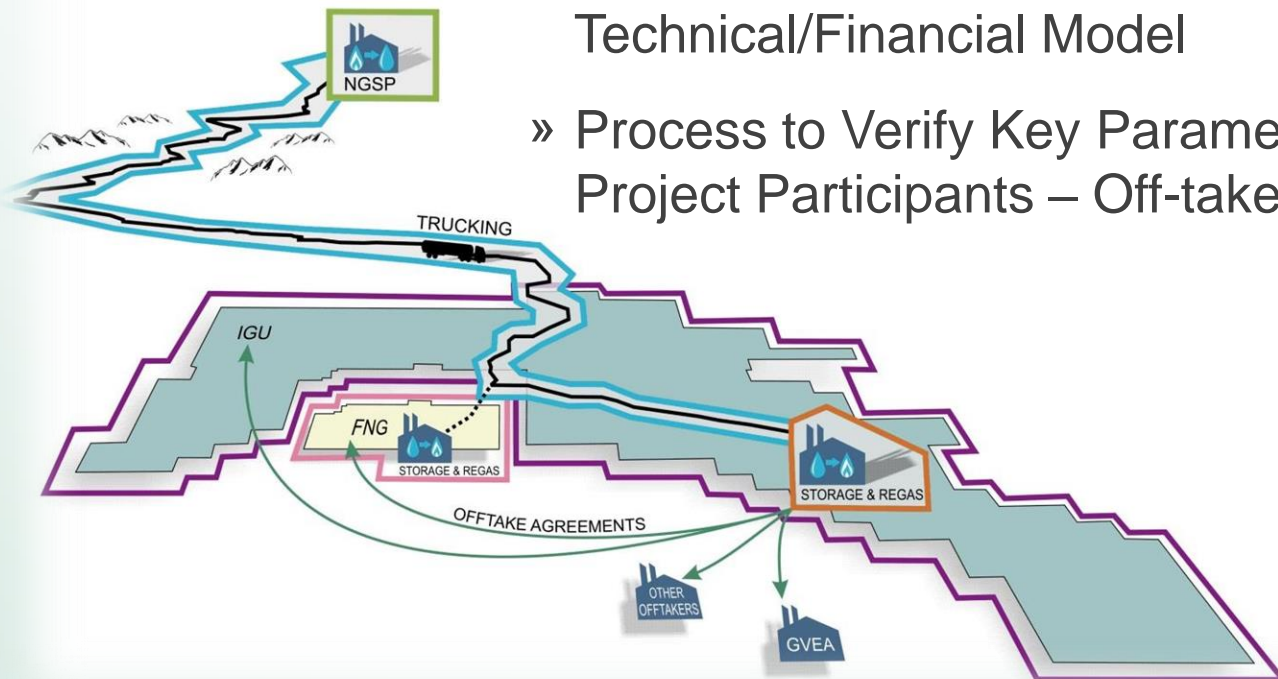 Technical/Financial Model
» Process to Verify Key Parame
Project Participants – Off-take
NGSP
TRUCKING
IGU
FNG
STORAGE & REGAS
STORAGE & REGAS
OFFTAKE AGREEMENTS
OTHER
OFFTAKERS
GVEA